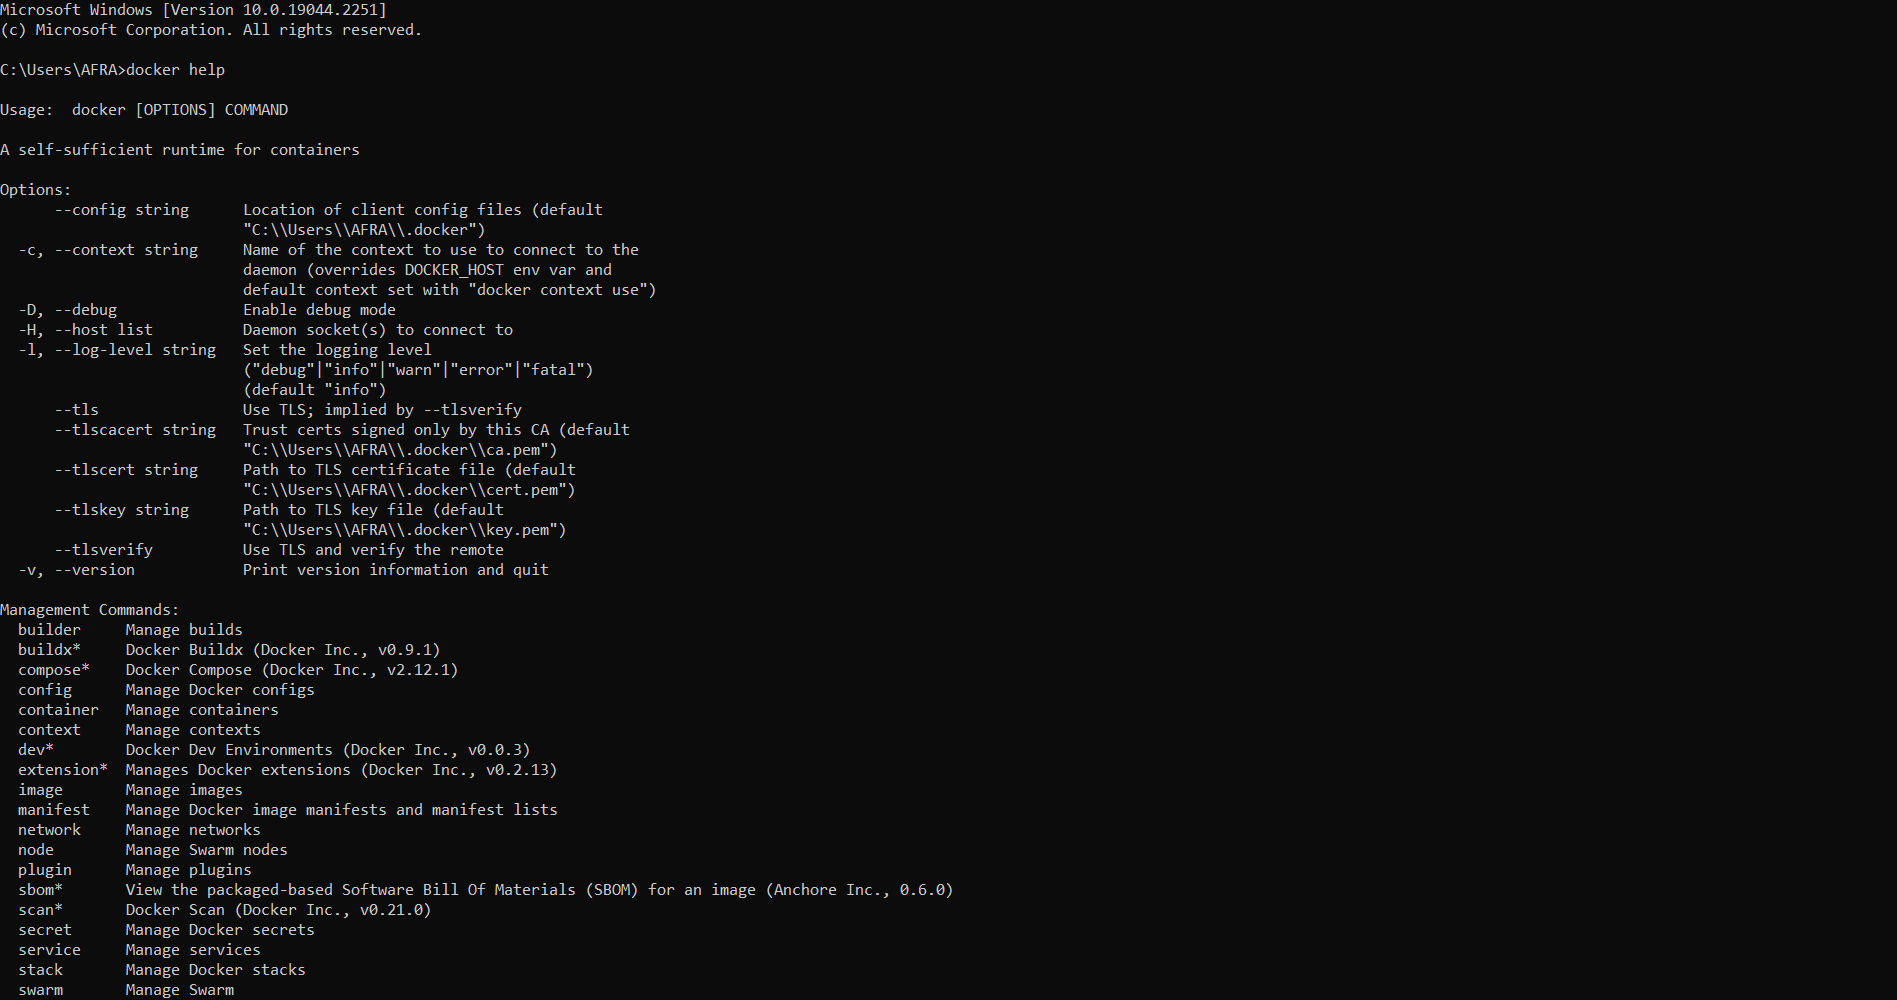 Microsoft Windows [Version 10.0.19044.2251]
(c) Microsoft Corporation. All rights reserved.

C:\Users\AFRA>docker help

Usage:  docker [OPTIONS] COMMAND

A self-sufficient runtime for containers

Options:
      --config string      Location of client config files (default
                           "C:\\Users\\AFRA\\.docker")
  -c, --context string     Name of the context to use to connect to the
                           daemon (overrides DOCKER_HOST env var and
                           default context set with "docker context use")
  -D, --debug              Enable debug mode
  -H, --host list          Daemon socket(s) to connect to
  -l, --log-level string   Set the logging level
                           ("debug"|"info"|"warn"|"error"|"fatal")
                           (default "info")
      --tls                Use TLS; implied by --tlsverify
      --tlscacert string   Trust certs signed only by this CA (default
                           "C:\\Users\\AFRA\\.docker\\ca.pem")
      --tlscert string     Path to TLS certificate file (default
                           "C:\\Users\\AFRA\\.docker\\cert.pem")
      --tlskey string      Path to TLS key file (default
                           "C:\\Users\\AFRA\\.docker\\key.pem")
      --tlsverify          Use TLS and verify the remote
  -v, --version            Print version information and quit

Management Commands:
  builder     Manage builds
  buildx*     Docker Buildx (Docker Inc., v0.9.1)
  compose*    Docker Compose (Docker Inc., v2.12.1)
  config      Manage Docker configs
  container   Manage containers
  context     Manage contexts
  dev*        Docker Dev Environments (Docker Inc., v0.0.3)
  extension*  Manages Docker extensions (Docker Inc., v0.2.13)
  image       Manage images
  manifest    Manage Docker image manifests and manifest lists
  network     Manage networks
  node        Manage Swarm nodes
  plugin      Manage plugins
  sbom*       View the packaged-based Software Bill Of Materials (SBOM) for an image (Anchore Inc., 0.6.0)
  scan*       Docker Scan (Docker Inc., v0.21.0)
  secret      Manage Docker secrets
  service     Manage services
  stack       Manage Docker stacks
  swarm       Manage Swarm